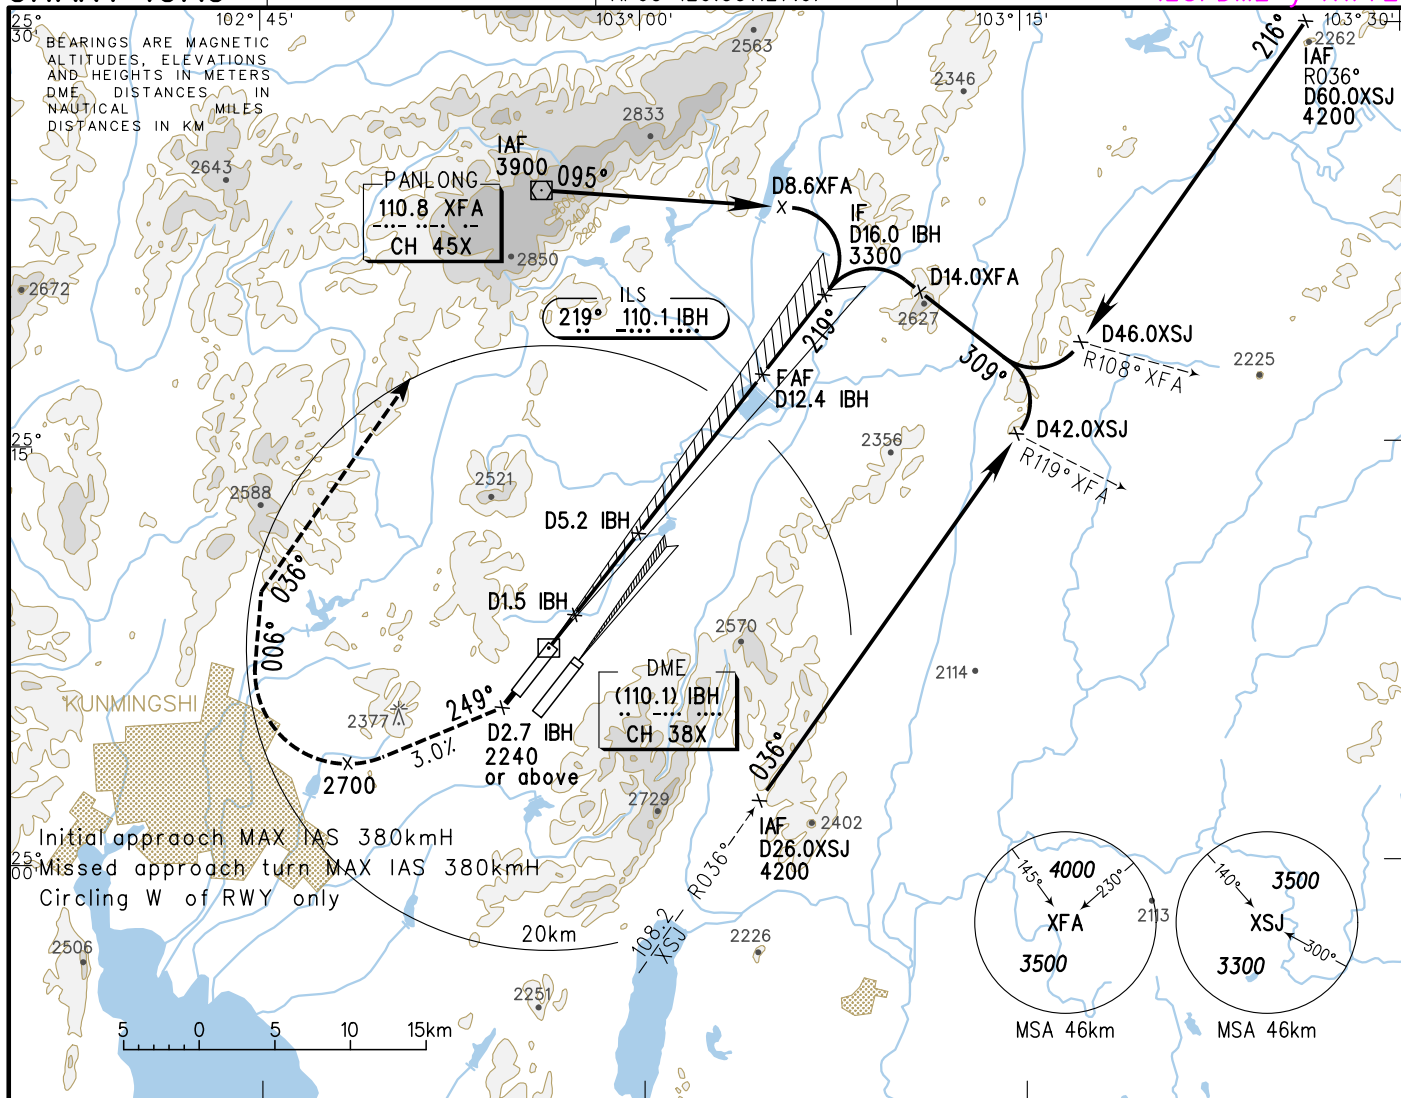 102°45'
103°00'
103°15'
103°30'
25°
30'
BEARINGS ARE MAGNETIC
ALTITUDES, ELEVATIONS
AND HEIGHTS IN METERS
DME DISTANCES IN
NAUTICAL MILES
DISTANCES IN KM
2563
2346
216°
2262
IAF
R036°
D60.0XSJ
4200
2833
2643
IAF
3900
095°
PANLONG
110.8 XFA
CH 45X
2600
2400
2200
2850
D8.6XFA
IF
D16.0 IBH
3300
D14.0XFA
2627
2672
ILS
219° 110.1 IBH
219°
309°
D46.0XSJ
R108° XFA
2225
FAF
D12.4 IBH
D42.0XSJ
R119° XFA
25°
15'
2356
2521
2588
D5.2 IBH
036°
D1.5 IBH
006°
2570
DME
(110.1) IBH
CH 38X
2114
KUNMINGSHI
2377
249°
3.0%
D2.7 IBH
2240
or above
2700
036°
2729
IAF
D26.0XSJ
4200
2402
Initial appraoch MAX IAS 380kmH
Missed approach turn MAX IAS 380kmH
Circling W of RWY only
25°
00'
R036°
108.2
XSJ
20km
2506
2226
2251
2113
145°
4000
230°
XFA
3500
MSA 46km
140°
3500
XSJ
300°
3300
MSA 46km
5 0 5 10 15km